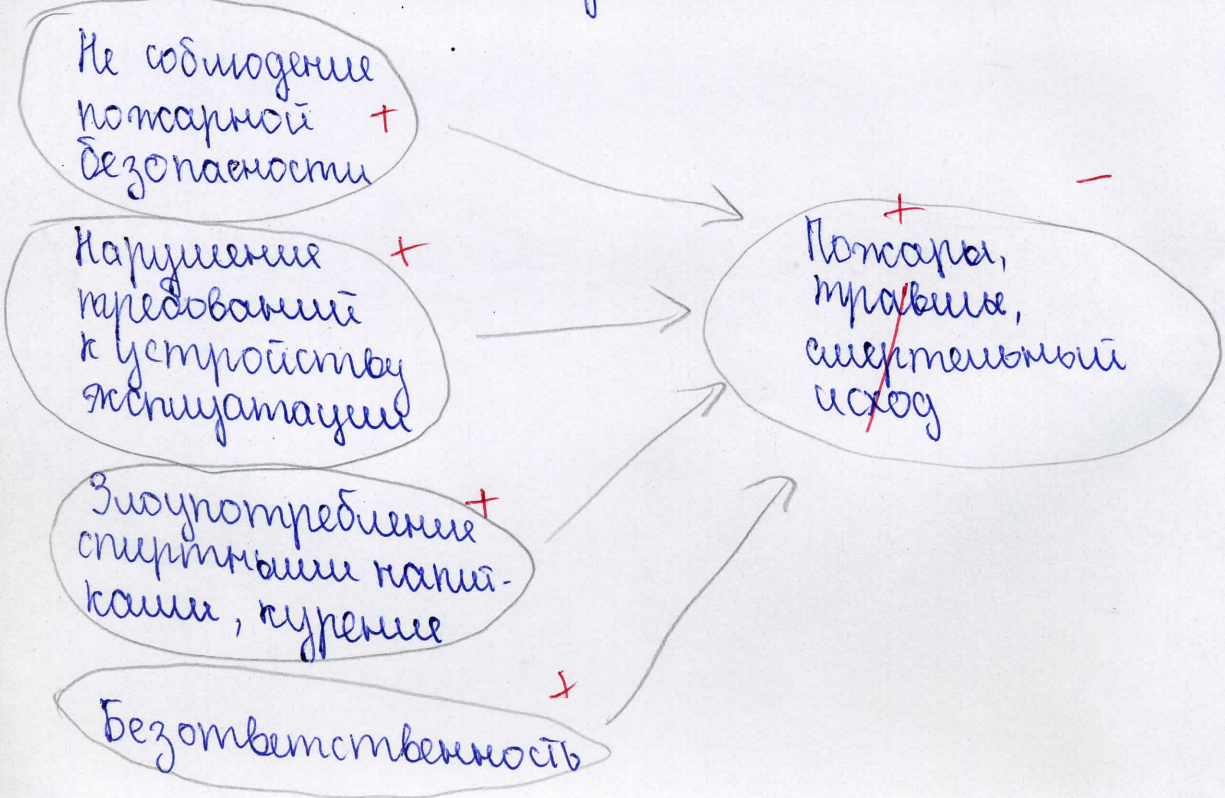 Не соблюдение
пожарной +
безопасности
Нарушения +
требований
к устройству
эксплуатации
Злоупотребление +
спиртными напит-
ками, курение
Безответственность +
+ –
Пожары,
травмы,
смертельный
исход